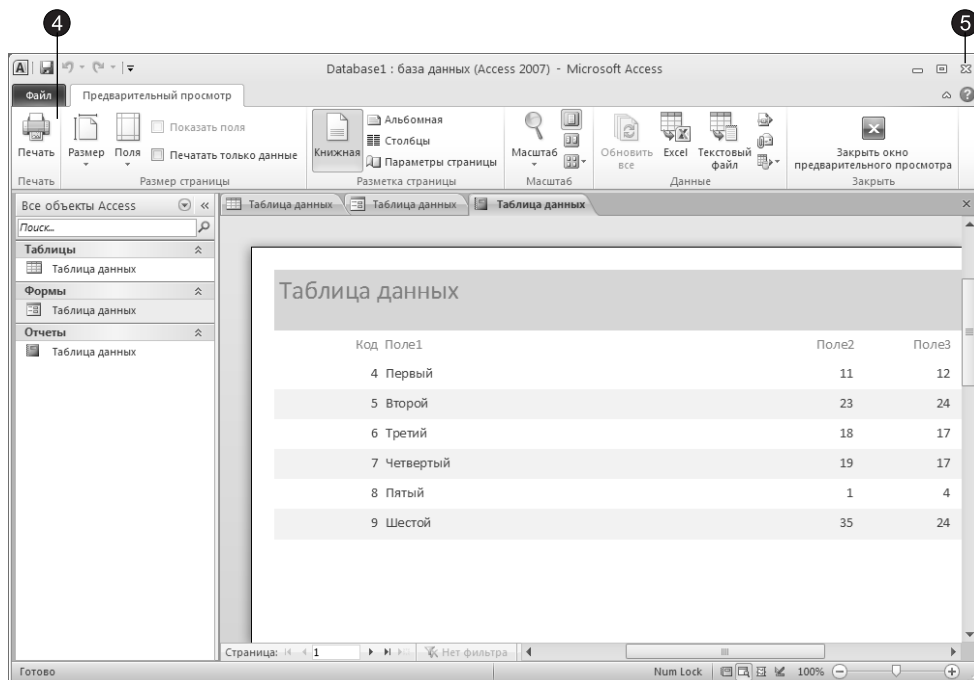 4 5
Database1 : база данных (Access 2007) - Microsoft Access
Файл Предварительный просмотр
Печать
Размер
Поля
Показать поля
Печатать только данные
Книжная
Альбомная
Столбцы
Параметры страницы
Масштаб
Обновить все
Excel
Текстовый файл
Закрыть окно предварительного просмотра
Печать Размер страницы Разметка страницы Масштаб Данные Закрыть
Все объекты Access
Поиск...
Таблицы
Таблица данных
Формы
Таблица данных
Отчеты
Таблица данных
Таблица данных Таблица данных Таблица данных
Таблица данных
Код Поле1 Поле2 Поле3
4 Первый 11 12
5 Второй 23 24
6 Третий 18 17
7 Четвертый 19 17
8 Пятый 1 4
9 Шестой 35 24
Страница: 1 Нет фильтра
Готово Num Lock 100%